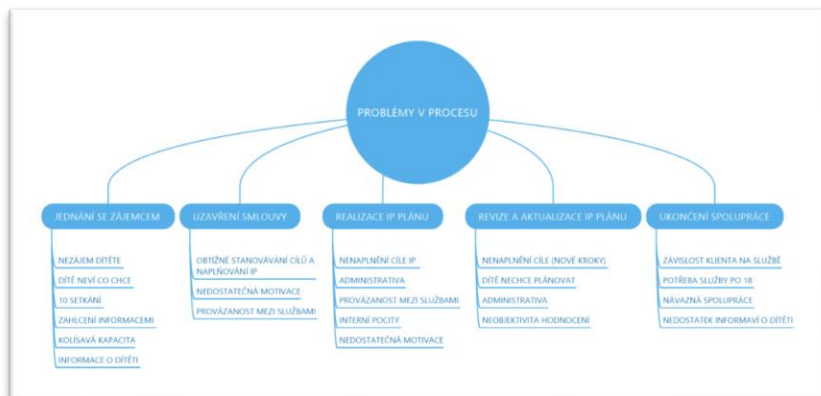 PROBLÉMY V PROCESU
JEDNÁNÍ SE ZÁJEMCEM
NEZÁJEM DÍTĚTE
DÍTĚ NEVÍ CO CHCE
10 SETKÁNÍ
ZAHLCENÍ INFORMACEMI
KOLÍSAVÁ KAPACITA
INFORMACE O DÍTĚTI
UZAVŘENÍ SMLOUVY
OBTÍŽNÉ STANOVÁVÁNÍ CÍLŮ A
NAPLŇOVÁNÍ IP
NEDOSTATEČNÁ MOTIVACE
PROVÁZANOST MEZI SLUŽBAMI
REALIZACE IP PLÁNU
NENAPLNĚNÍ CÍLE IP
ADMINISTRATIVA
PROVÁZANOST MEZI SLUŽBAMI
INTERNÍ POCITY
NEDOSTATEČNÁ MOTIVACE
REVIZE A AKTUALIZACE IP PLÁNU
NENAPLNĚNÍ CÍLE (NOVÉ KROKY)
DÍTĚ NECHCE PLÁNOVAT
ADMINISTRATIVA
NEOBJEKTIVITA HODNOCENÍ
UKONČENÍ SPOLUPRÁCE
ZÁVISLOST KLIENTA NA SLUŽBĚ
POTŘEBA SLUŽBY PO 18
NÁVAZNÁ SPOLUPRÁCE
NEDOSTATEK INFORMAVÍ O DÍTĚTI